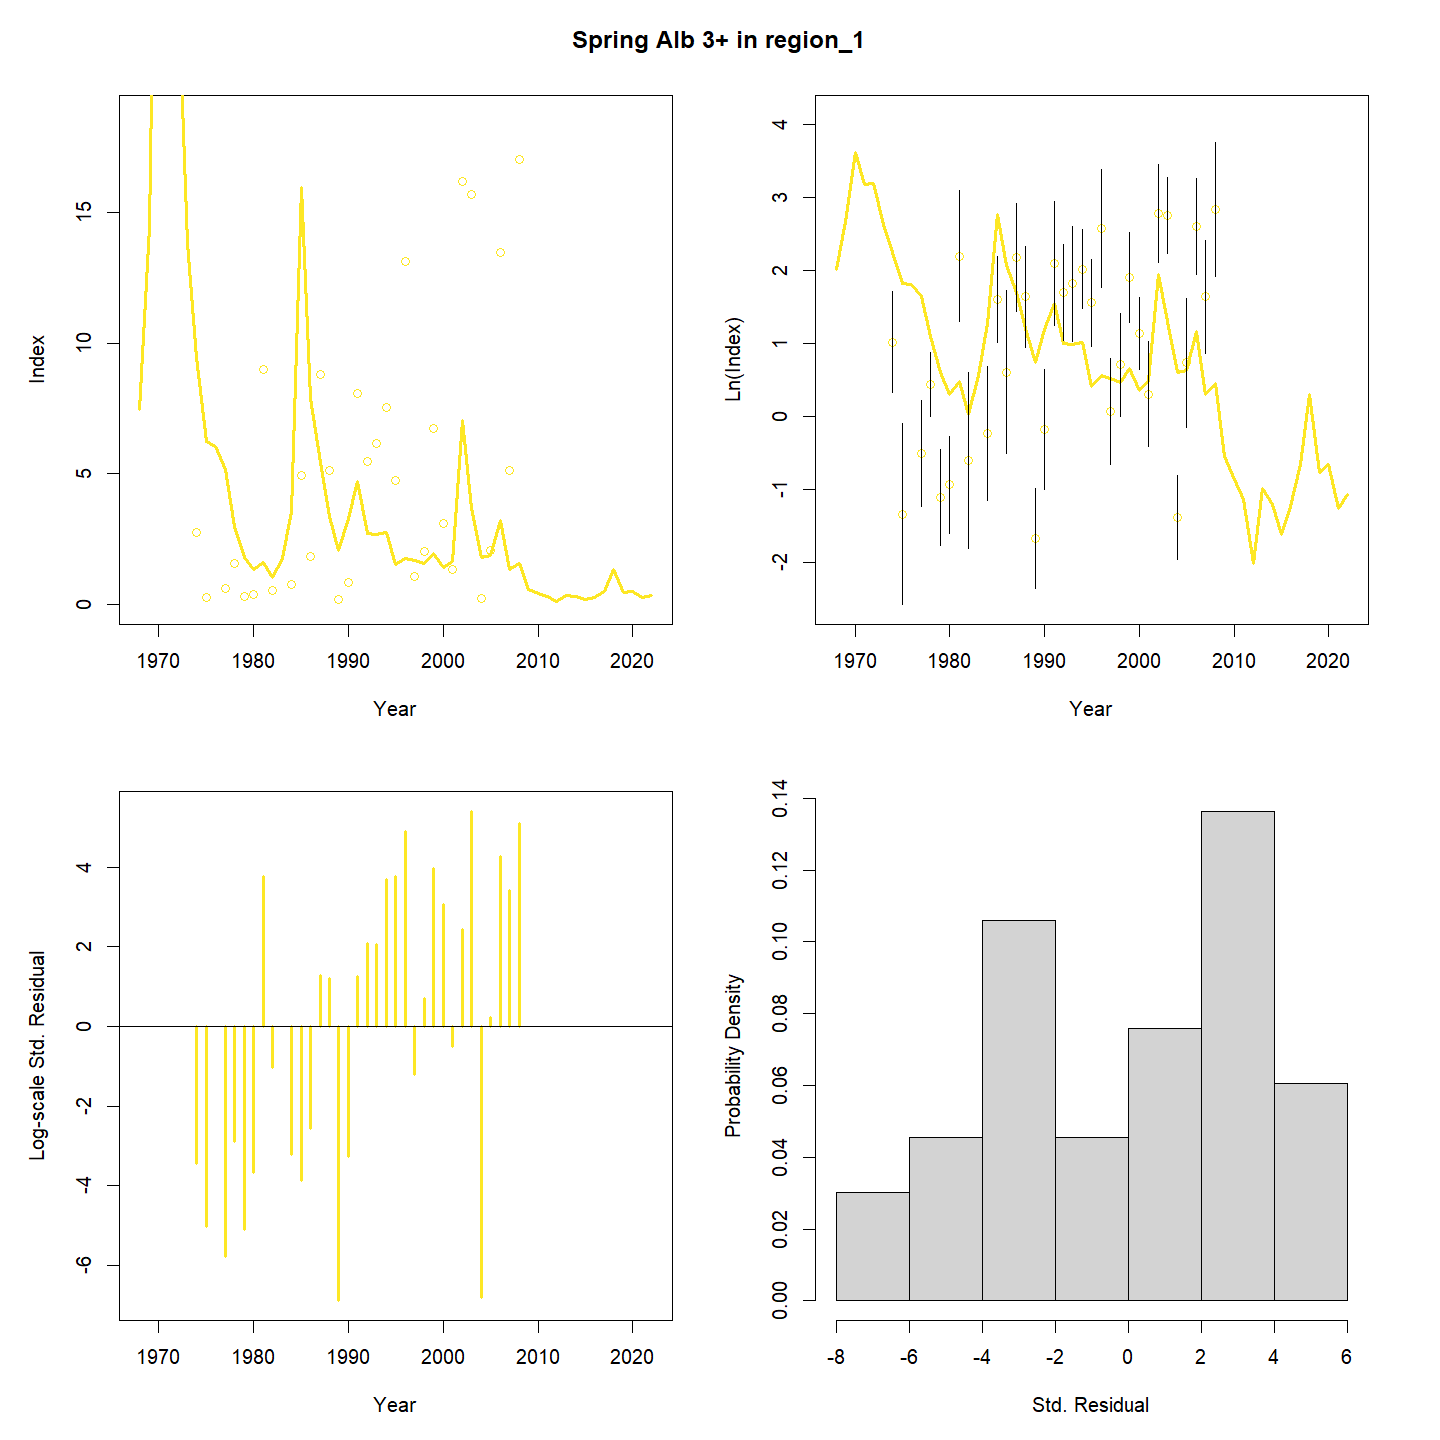 Spring Alb 3+ in region_1
Index
0 5 10 15
1970 1980 1990 2000 2010 2020
Year
Ln(Index)
-2 -1 0 1 2 3 4
1970 1980 1990 2000 2010 2020
Year
Log-scale Std. Residual
-6 -4 -2 0 2 4
1970 1980 1990 2000 2010 2020
Year
Probability Density
0.00 0.02 0.04 0.06 0.08 0.10 0.12 0.14
-8 -6 -4 -2 0 2 4 6
Std. Residual